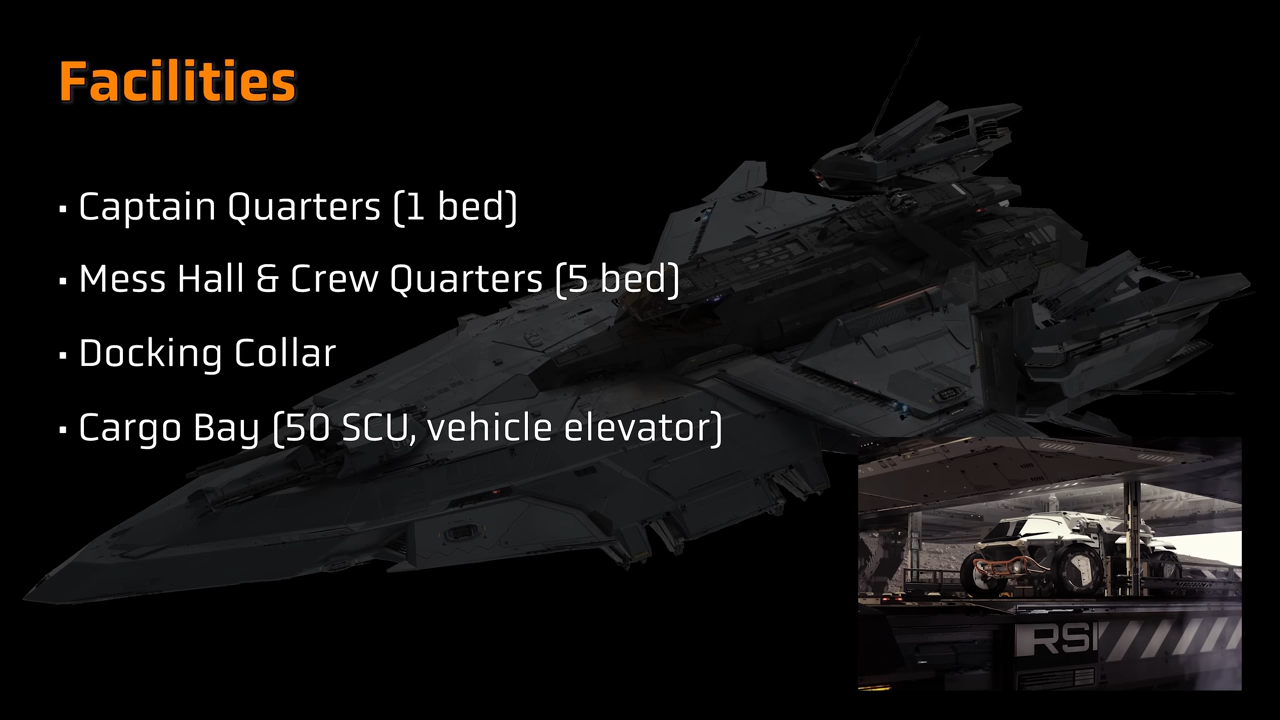 Facilities
▪ Captain Quarters (1 bed)
▪ Mess Hall & Crew Quarters (5 bed)
▪ Docking Collar
▪ Cargo Bay (50 SCU, vehicle elevator)
RSI